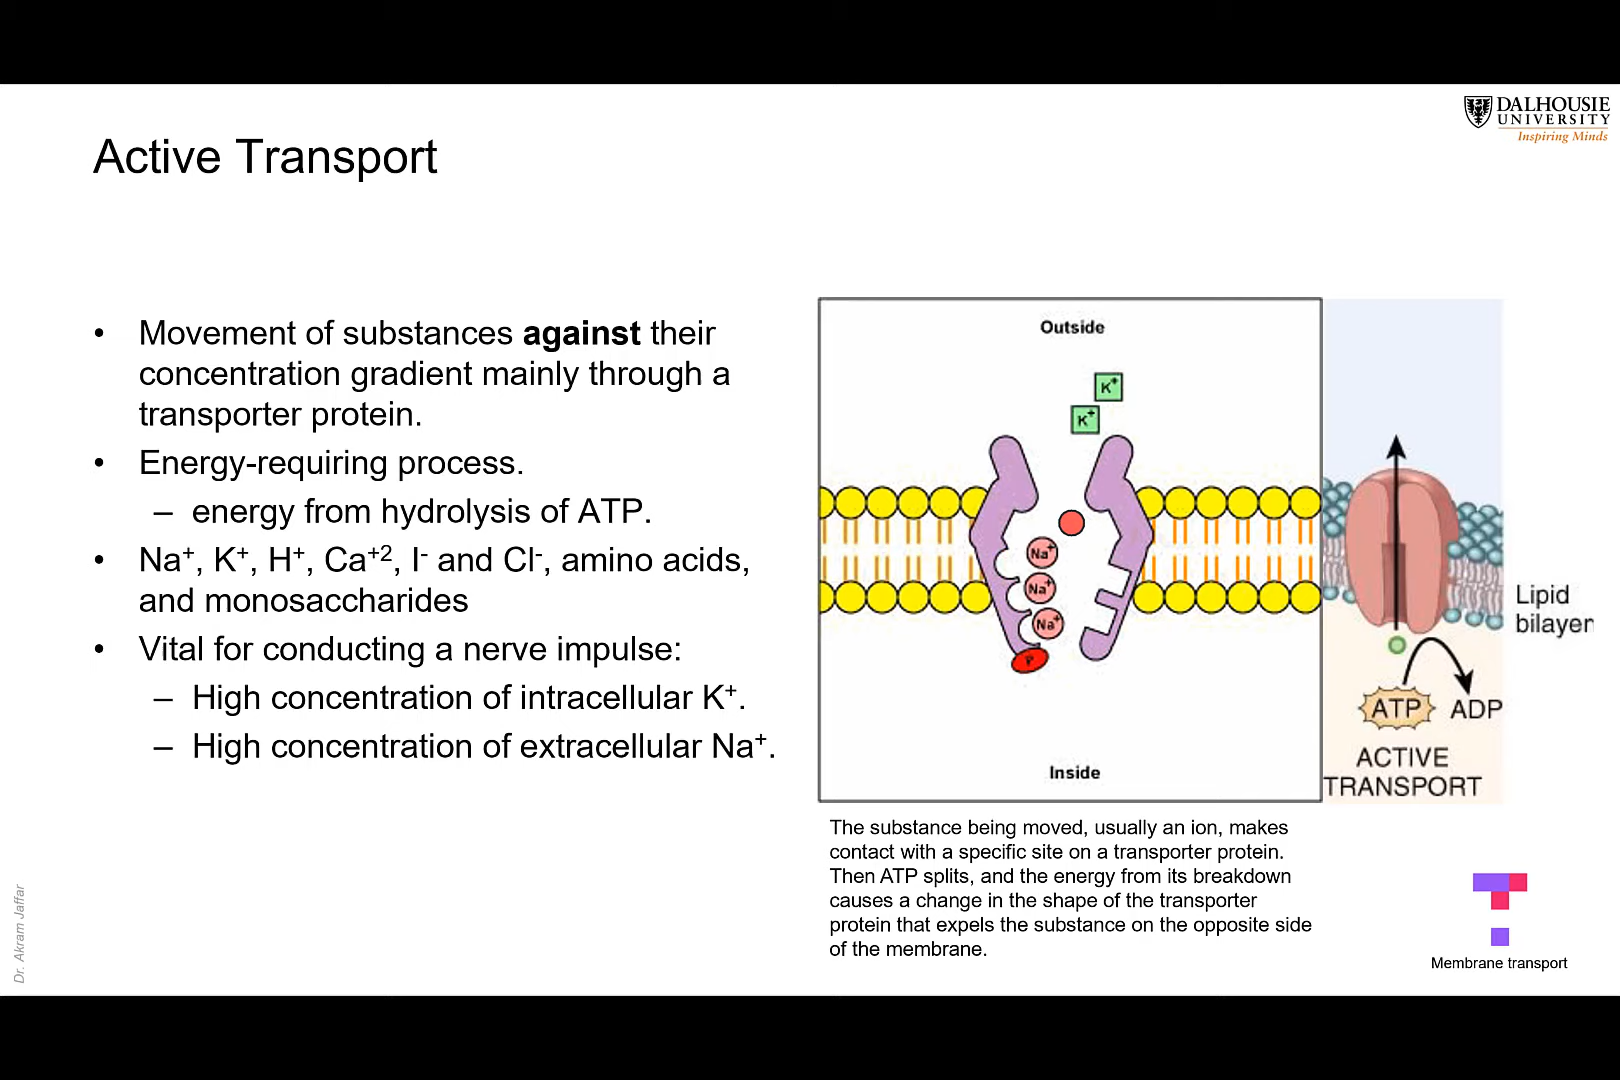 DALHOUSIE
UNIVERSITY
Inspiring Minds
Active Transport
• Movement of substances against their
concentration gradient mainly through a
transporter protein.
• Energy-requiring process.
– energy from hydrolysis of ATP.
• Na⁺, K⁺, H⁺, Ca⁺², I⁻ and Cl⁻, amino acids,
and monosaccharides
• Vital for conducting a nerve impulse:
– High concentration of intracellular K⁺.
– High concentration of extracellular Na⁺.
Outside
K⁺
K⁺
Na⁺
Na⁺
Na⁺
P
Inside
Lipid
bilayer
ATP ADP
ACTIVE
TRANSPORT
The substance being moved, usually an ion, makes
contact with a specific site on a transporter protein.
Then ATP splits, and the energy from its breakdown
causes a change in the shape of the transporter
protein that expels the substance on the opposite side
of the membrane.
Membrane transport
Dr. Akram Jaffar